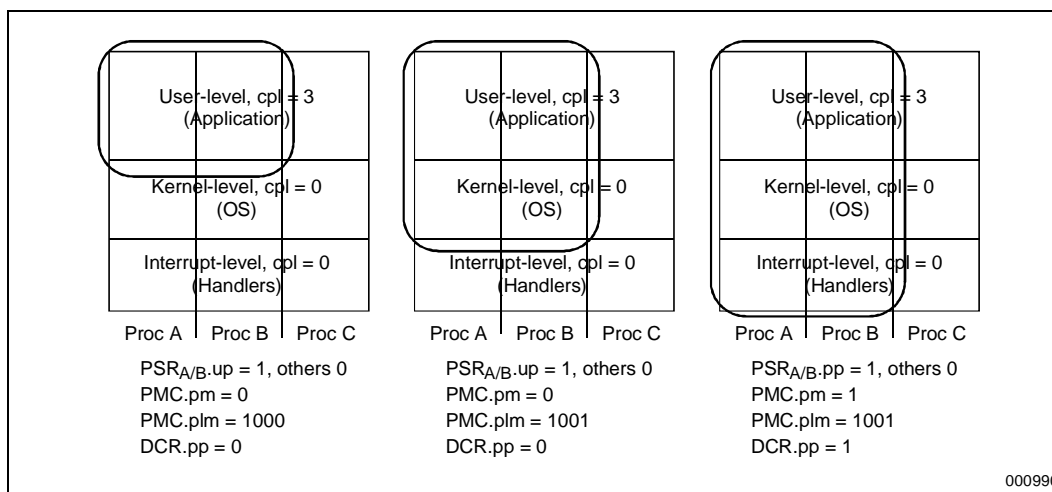 User-level, cpl = 3
(Application)
Kernel-level, cpl = 0
(OS)
Interrupt-level, cpl = 0
(Handlers)
Proc A Proc B Proc C
PSRA/B.up = 1, others 0
PMC.pm = 0
PMC.plm = 1000
DCR.pp = 0
User-level, cpl = 3
(Application)
Kernel-level, cpl = 0
(OS)
Interrupt-level, cpl = 0
(Handlers)
Proc A Proc B Proc C
PSRA/B.up = 1, others 0
PMC.pm = 0
PMC.plm = 1001
DCR.pp = 0
User-level, cpl = 3
(Application)
Kernel-level, cpl = 0
(OS)
Interrupt-level, cpl = 0
(Handlers)
Proc A Proc B Proc C
PSRA/B.pp = 1, others 0
PMC.pm = 1
PMC.plm = 1001
DCR.pp = 1